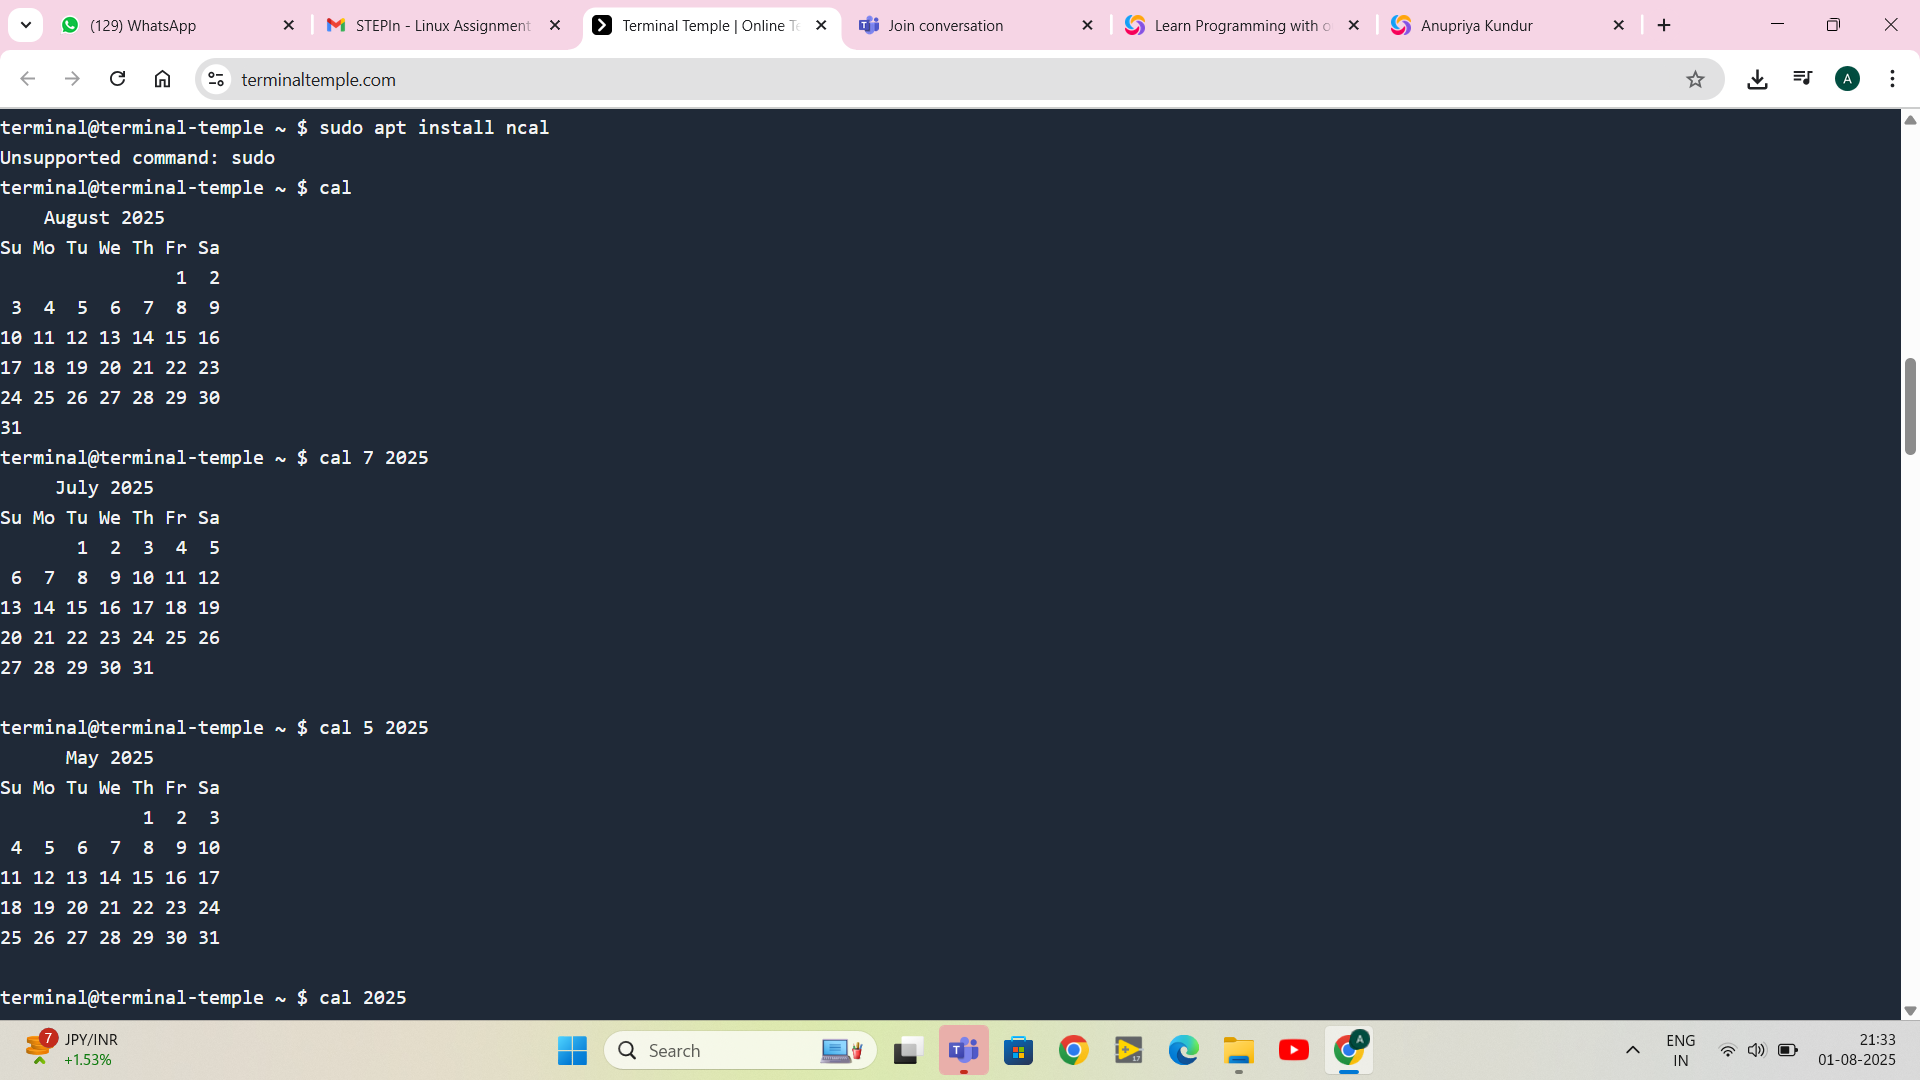 (129) WhatsApp
STEPIn - Linux Assignment
Terminal Temple | Online Te
Join conversation
Learn Programming with o
Anupriya Kundur
terminaltemple.com
A
terminal@terminal-temple ~ $ sudo apt install ncal
Unsupported command: sudo
terminal@terminal-temple ~ $ cal
    August 2025
Su Mo Tu We Th Fr Sa
                1  2
 3  4  5  6  7  8  9
10 11 12 13 14 15 16
17 18 19 20 21 22 23
24 25 26 27 28 29 30
31
terminal@terminal-temple ~ $ cal 7 2025
     July 2025
Su Mo Tu We Th Fr Sa
       1  2  3  4  5
 6  7  8  9 10 11 12
13 14 15 16 17 18 19
20 21 22 23 24 25 26
27 28 29 30 31
terminal@terminal-temple ~ $ cal 5 2025
      May 2025
Su Mo Tu We Th Fr Sa
             1  2  3
 4  5  6  7  8  9 10
11 12 13 14 15 16 17
18 19 20 21 22 23 24
25 26 27 28 29 30 31
terminal@terminal-temple ~ $ cal 2025
7
JPY/INR
+1.53%
Search
T
17
A
ENG
IN
21:33
01-08-2025